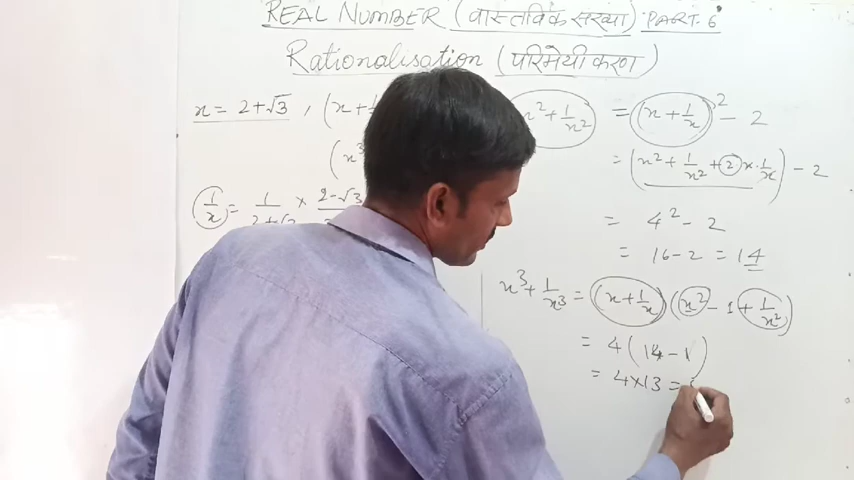 REAL NUMBER (वास्तविक संख्या) PART-6
Rationalisation (परिमेयीकरण)
x = 2+√3 , (x+
(x³
1/x = 1/2+√3 × 2-√3
x² + 1/x² = (x + 1/x)² - 2
= (x² + 1/x² + 2x·1/x) - 2
= 4² - 2
= 16-2 = 14
x³ + 1/x³ = (x + 1/x) (x² - 1 + 1/x²)
= 4(14-1)
= 4×13 =